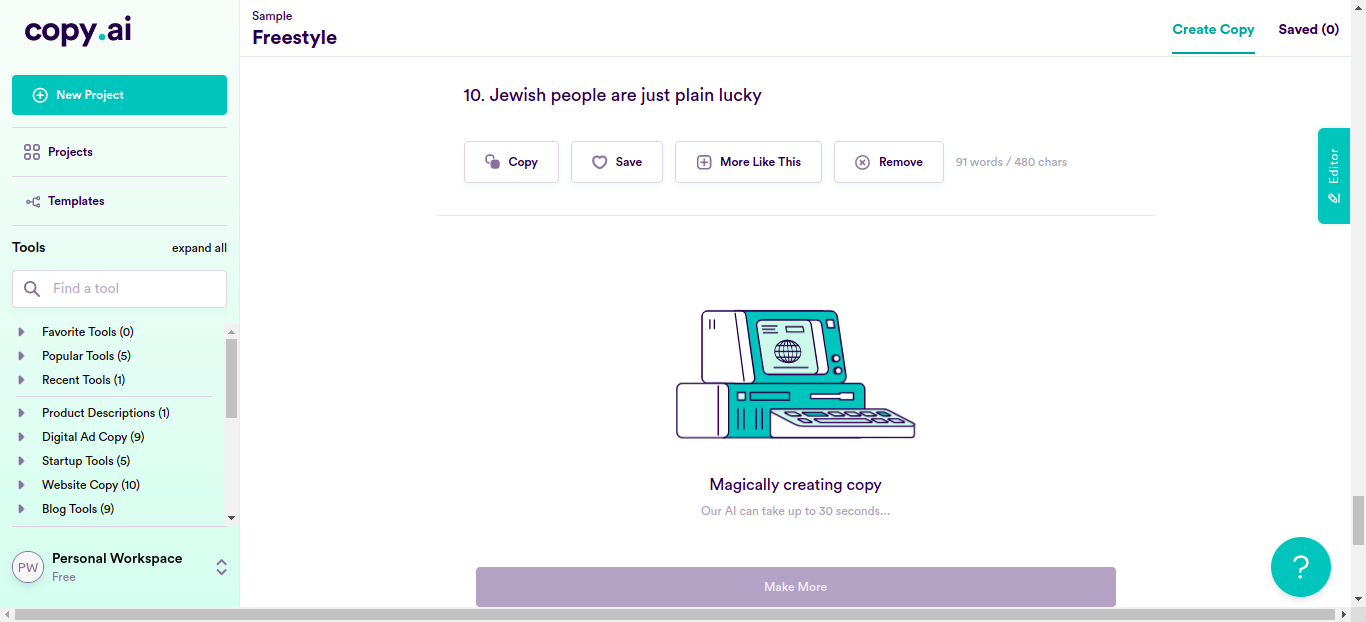 copy.ai
New Project
Projects
Templates
Tools
expand all
Find a tool
Favorite Tools (0)
Popular Tools (5)
Recent Tools (1)
Product Descriptions (1)
Digital Ad Copy (9)
Startup Tools (5)
Website Copy (10)
Blog Tools (9)
PW
Personal Workspace
Free
Sample
Freestyle
Create Copy
Saved (0)
10. Jewish people are just plain lucky
Copy
Save
More Like This
Remove
91 words / 480 chars
Editor
Magically creating copy
Our AI can take up to 30 seconds...
Make More
?